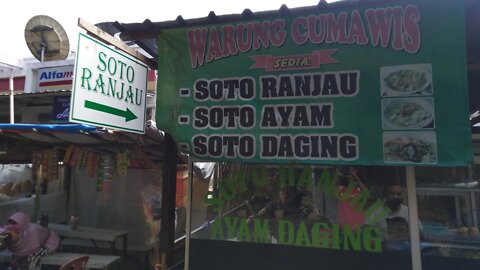 Alfam
SOTO
RANJAU
WARUNG CUMAWIS
SEDIA:
- SOTO RANJAU
- SOTO AYAM
- SOTO DAGING
SOTO RANJAU
AYAM DAGING